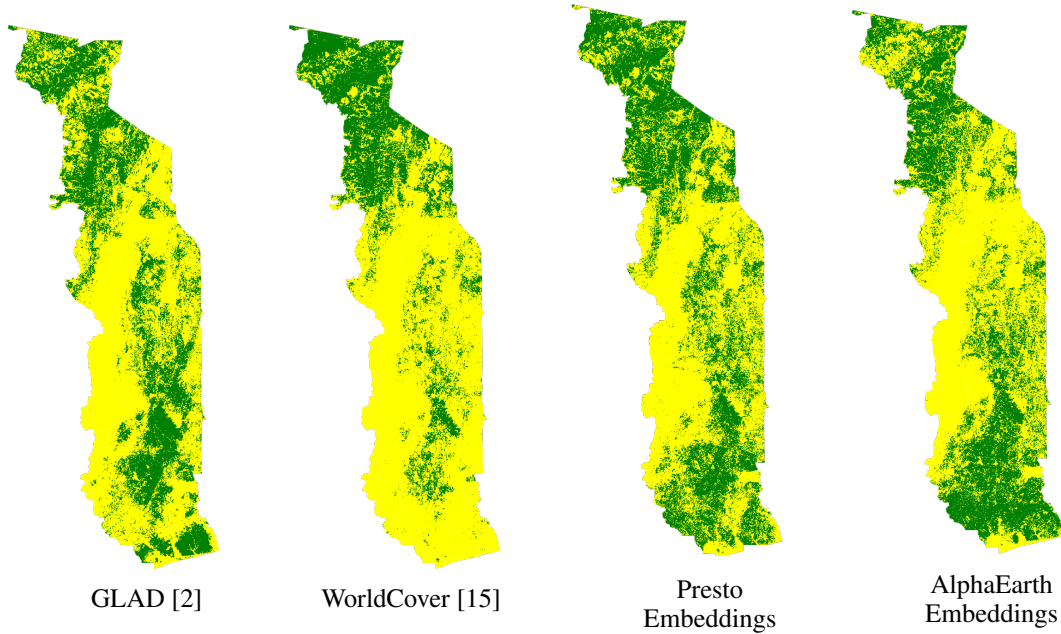 GLAD [2]
WorldCover [15]
Presto
Embeddings
AlphaEarth
Embeddings